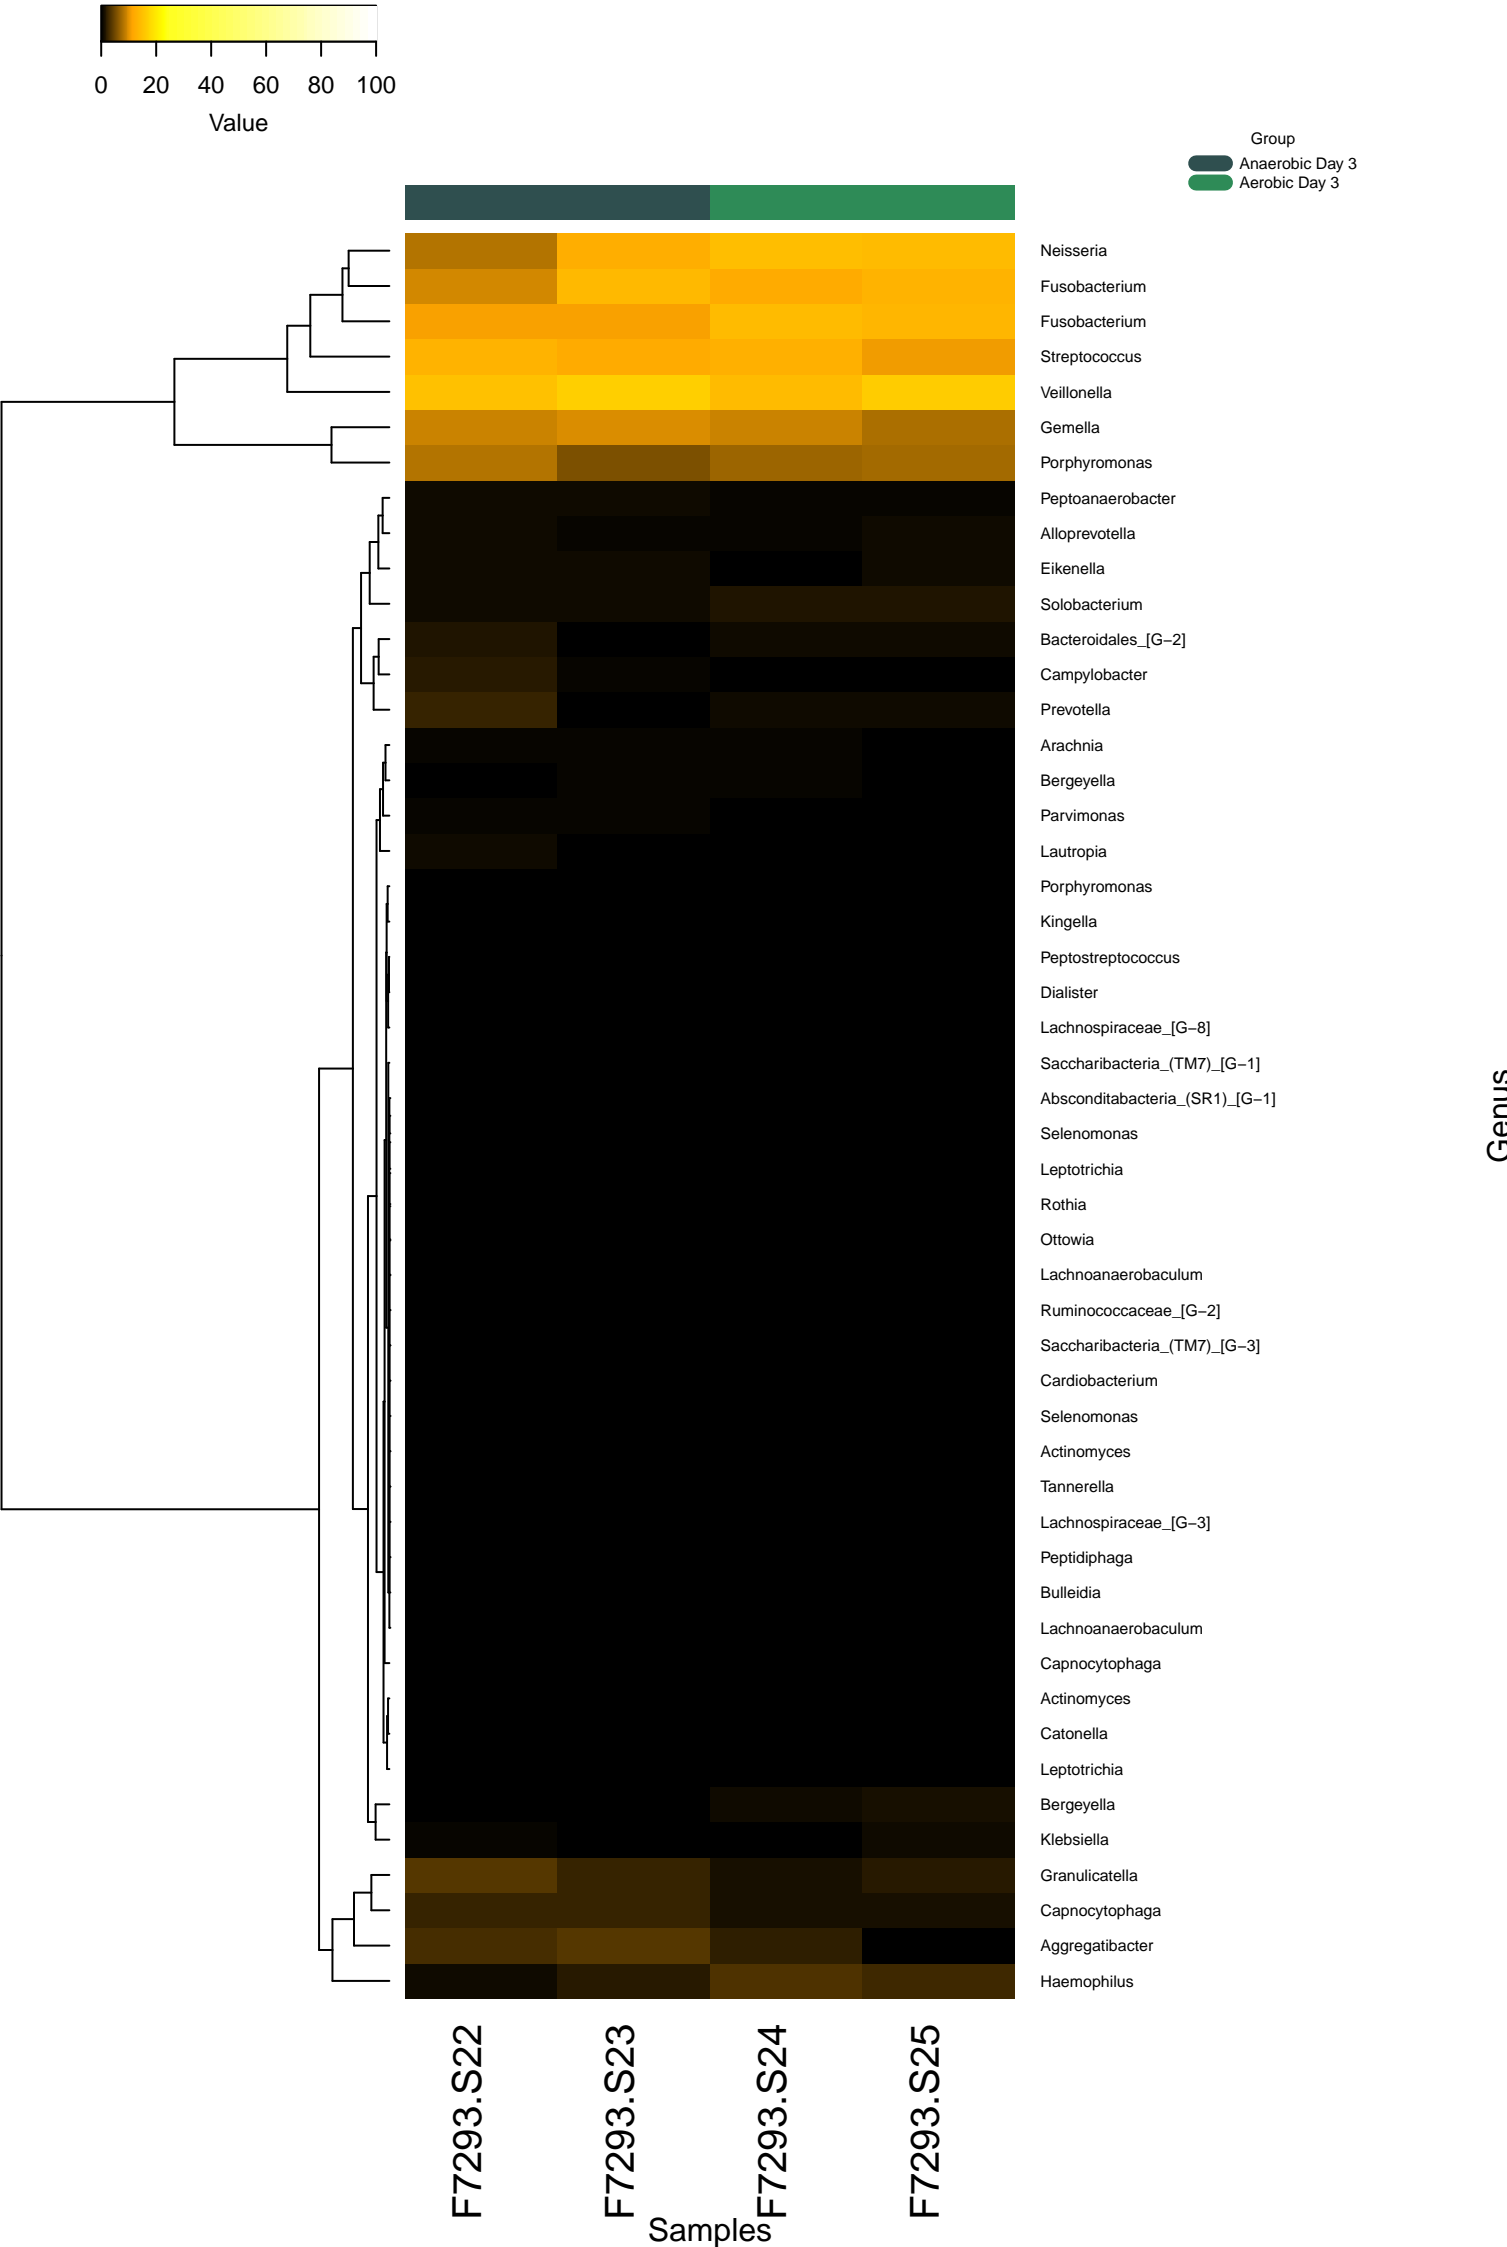 0 20 40 60 80 100
Value
Group
Anaerobic Day 3
Aerobic Day 3
Neisseria
Fusobacterium
Fusobacterium
Streptococcus
Veillonella
Gemella
Porphyromonas
Peptoanaerobacter
Alloprevotella
Eikenella
Solobacterium
Bacteroidales_[G−2]
Campylobacter
Prevotella
Arachnia
Bergeyella
Parvimonas
Lautropia
Porphyromonas
Kingella
Peptostreptococcus
Dialister
Lachnospiraceae_[G−8]
Saccharibacteria_(TM7)_[G−1]
Absconditabacteria_(SR1)_[G−1]
Selenomonas
Leptotrichia
Rothia
Ottowia
Lachnoanaerobaculum
Ruminococcaceae_[G−2]
Saccharibacteria_(TM7)_[G−3]
Cardiobacterium
Selenomonas
Actinomyces
Tannerella
Lachnospiraceae_[G−3]
Peptidiphaga
Bulleidia
Lachnoanaerobaculum
Capnocytophaga
Actinomyces
Catonella
Leptotrichia
Bergeyella
Klebsiella
Granulicatella
Capnocytophaga
Aggregatibacter
Haemophilus
Genus
F7293.S22
F7293.S23
F7293.S24
F7293.S25
Samples